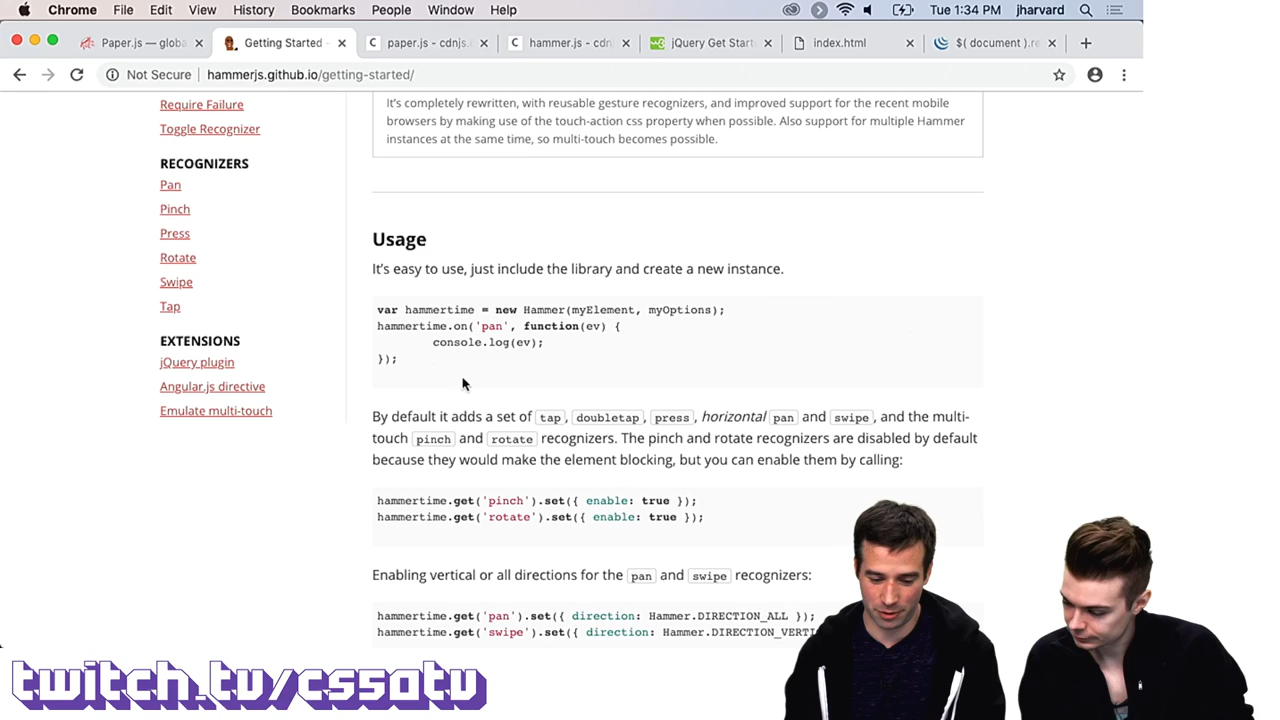 Chrome File Edit View History Bookmarks People Window Help Tue 1:34 PM jharvard
Paper.js — globa Getting Started - paper.js - cdnjs. hammer.js - cdn jQuery Get Start index.html $( document ).re
Not Secure hammerjs.github.io/getting-started/
Require Failure
Toggle Recognizer
RECOGNIZERS
Pan
Pinch
Press
Rotate
Swipe
Tap
EXTENSIONS
jQuery plugin
Angular.js directive
Emulate multi-touch
It's completely rewritten, with reusable gesture recognizers, and improved support for the recent mobile
browsers by making use of the touch-action css property when possible. Also support for multiple Hammer
instances at the same time, so multi-touch becomes possible.
Usage
It's easy to use, just include the library and create a new instance.
var hammertime = new Hammer(myElement, myOptions);
hammertime.on('pan', function(ev) {
console.log(ev);
});
By default it adds a set of tap, doubletap, press, horizontal pan and swipe, and the multi-
touch pinch and rotate recognizers. The pinch and rotate recognizers are disabled by default
because they would make the element blocking, but you can enable them by calling:
hammertime.get('pinch').set({ enable: true });
hammertime.get('rotate').set({ enable: true });
Enabling vertical or all directions for the pan and swipe recognizers:
hammertime.get('pan').set({ direction: Hammer.DIRECTION_ALL });
hammertime.get('swipe').set({ direction: Hammer.DIRECTION_VERTI
twitch.tv/cs50tv